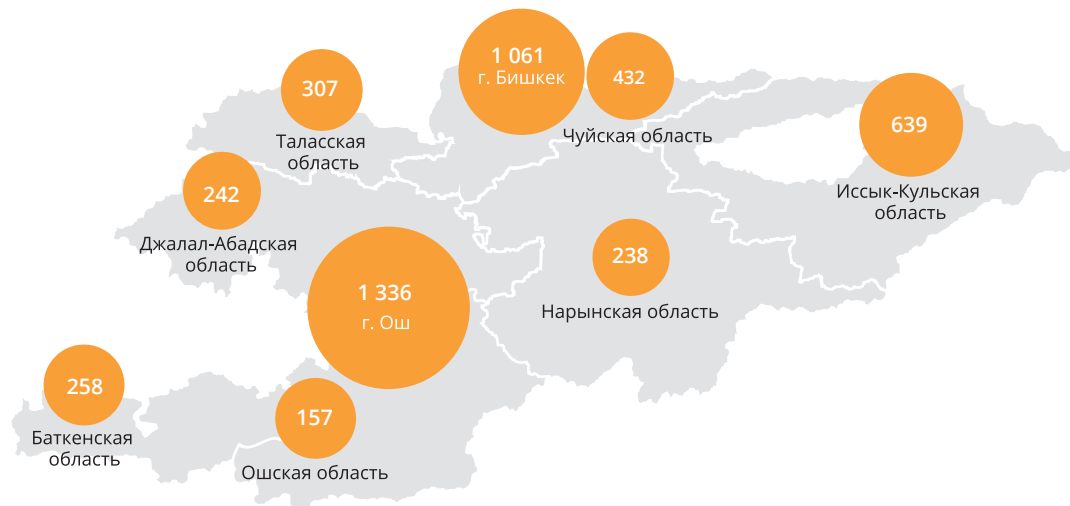 1 061
г. Бишкек
432
Чуйская область
307
Таласская
область
639
Иссык-Кульская
область
242
Джалал-Абадская
область
238
Нарынская область
1 336
г. Ош
258
Баткенская
область
157
Ошская область